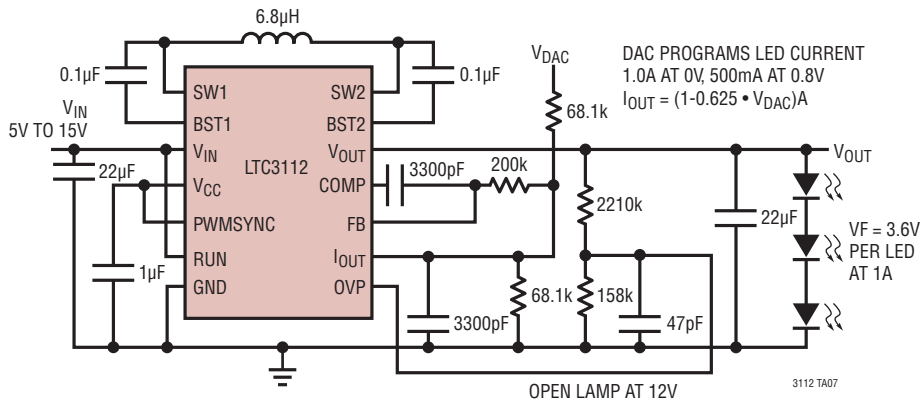 6.8µH
0.1µF
0.1µF
V_DAC
DAC PROGRAMS LED CURRENT
1.0A AT 0V, 500mA AT 0.8V
I_OUT = (1-0.625 • V_DAC)A
68.1k
V_IN
5V TO 15V
SW1
SW2
BST1
BST2
V_IN
V_OUT
LTC3112
V_CC
COMP
PWMSYNC
FB
RUN
I_OUT
GND
OVP
22µF
1µF
3300pF
200k
V_OUT
2210k
22µF
VF = 3.6V
PER LED
AT 1A
3300pF
68.1k
158k
47pF
OPEN LAMP AT 12V
3112 TA07